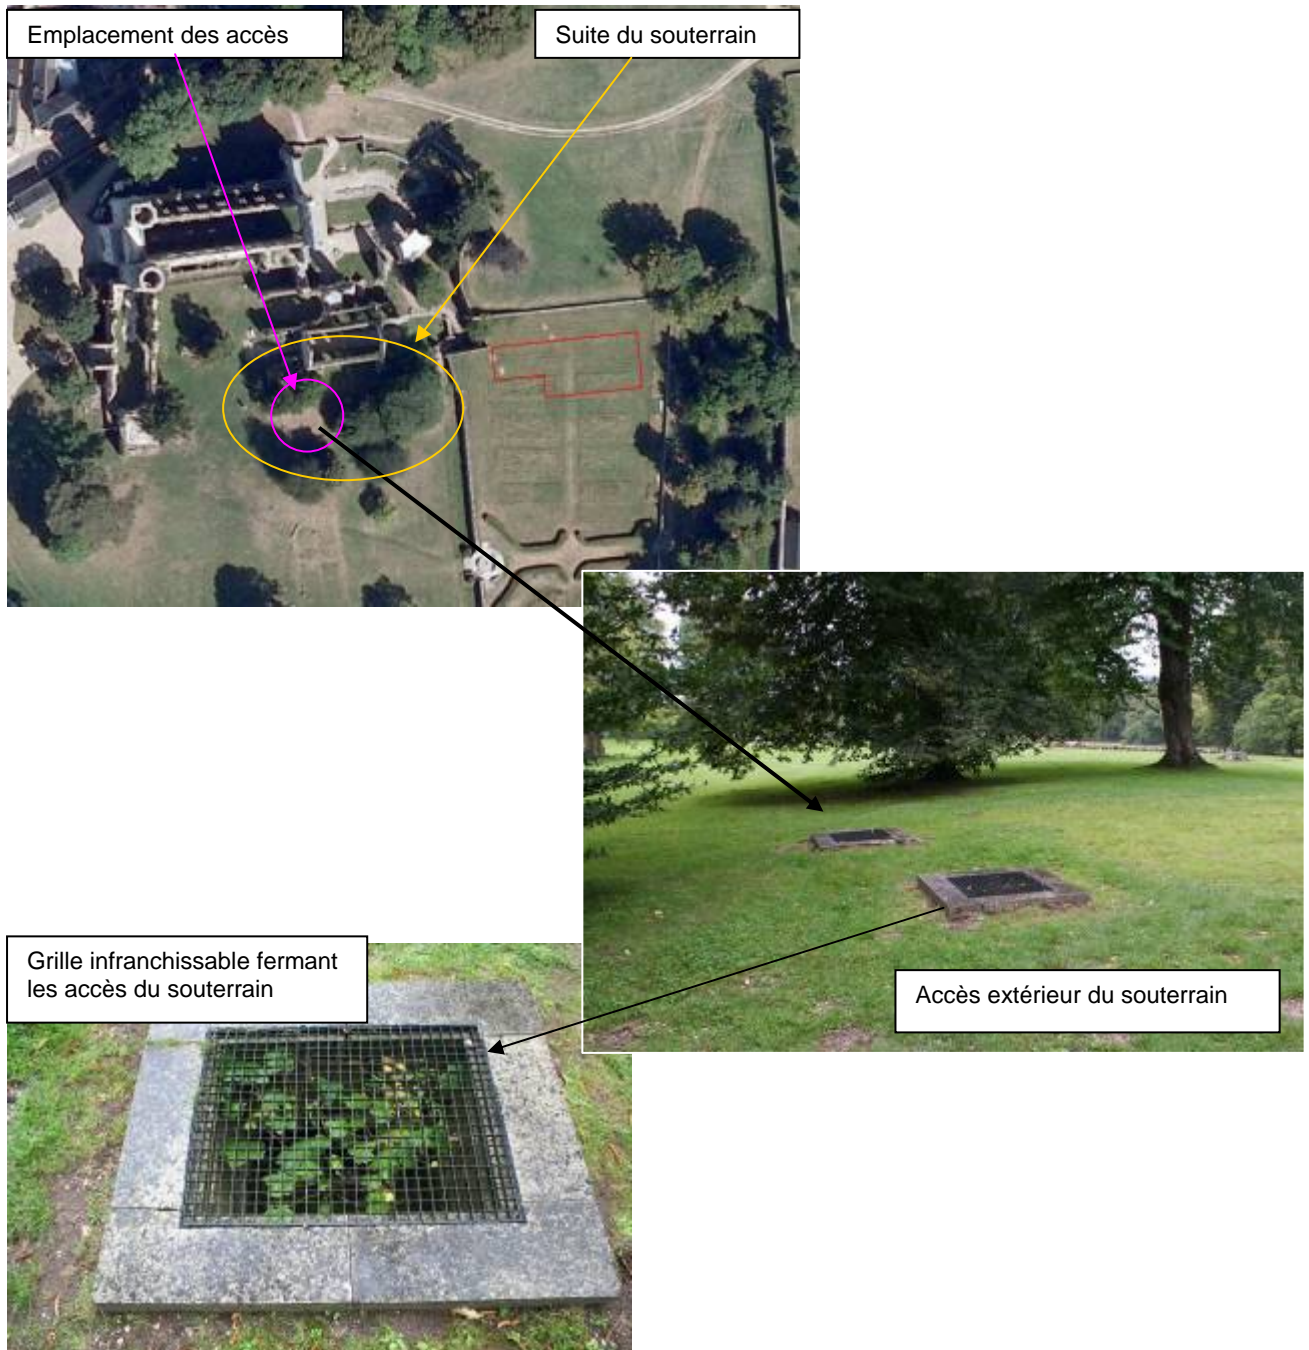 Emplacement des accès
Suite du souterrain
Grille infranchissable fermant
les accès du souterrain
Accès extérieur du souterrain